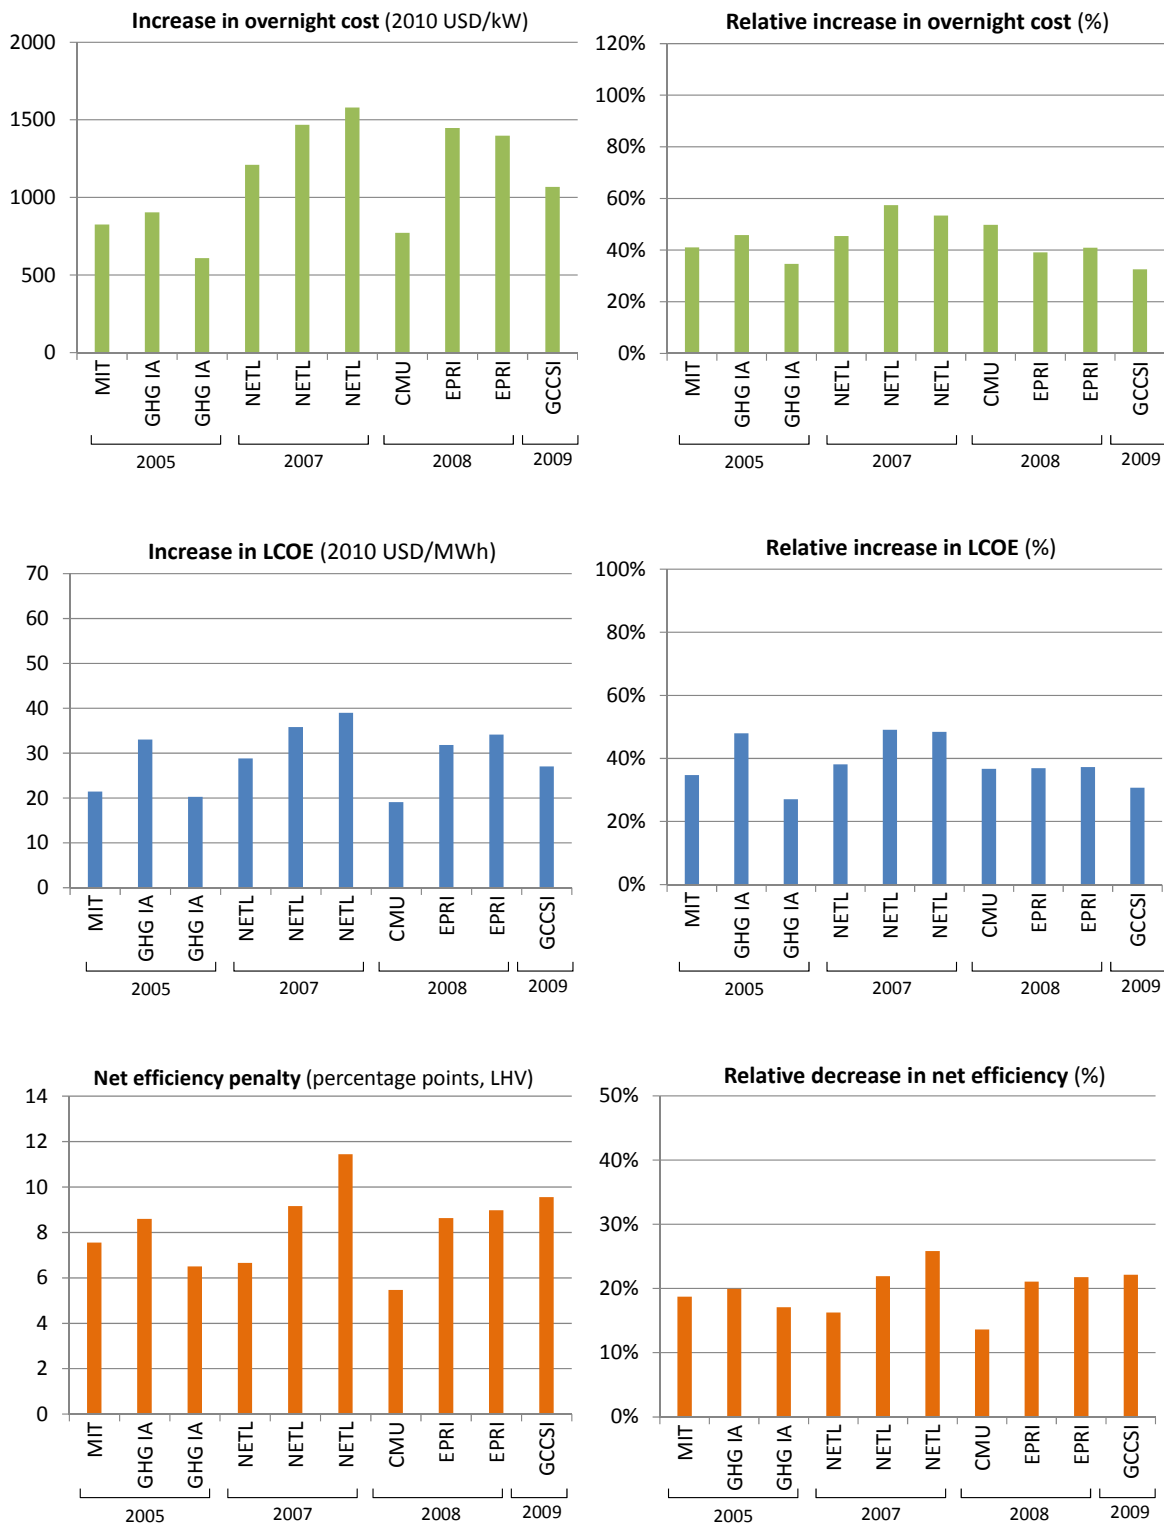 Increase in overnight cost (2010 USD/kW)
2000
1500
1000
500
0
MIT
GHG IA
GHG IA
NETL
NETL
NETL
CMU
EPRI
EPRI
GCCSI
2005
2007
2008
2009
Relative increase in overnight cost (%)
120%
100%
80%
60%
40%
20%
0%
MIT
GHG IA
GHG IA
NETL
NETL
NETL
CMU
EPRI
EPRI
GCCSI
2005
2007
2008
2009
Increase in LCOE (2010 USD/MWh)
70
60
50
40
30
20
10
0
MIT
GHG IA
GHG IA
NETL
NETL
NETL
CMU
EPRI
EPRI
GCCSI
2005
2007
2008
2009
Relative increase in LCOE (%)
100%
80%
60%
40%
20%
0%
MIT
GHG IA
GHG IA
NETL
NETL
NETL
CMU
EPRI
EPRI
GCCSI
2005
2007
2008
2009
Net efficiency penalty (percentage points, LHV)
14
12
10
8
6
4
2
0
MIT
GHG IA
GHG IA
NETL
NETL
NETL
CMU
EPRI
EPRI
GCCSI
2005
2007
2008
2009
Relative decrease in net efficiency (%)
50%
40%
30%
20%
10%
0%
MIT
GHG IA
GHG IA
NETL
NETL
NETL
CMU
EPRI
EPRI
GCCSI
2005
2007
2008
2009